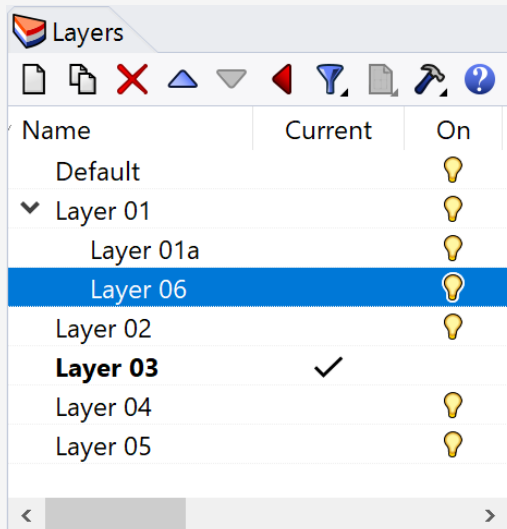 Layers
?
Name Current On
Default
Layer 01
Layer 01a
Layer 06
Layer 02
Layer 03
Layer 04
Layer 05